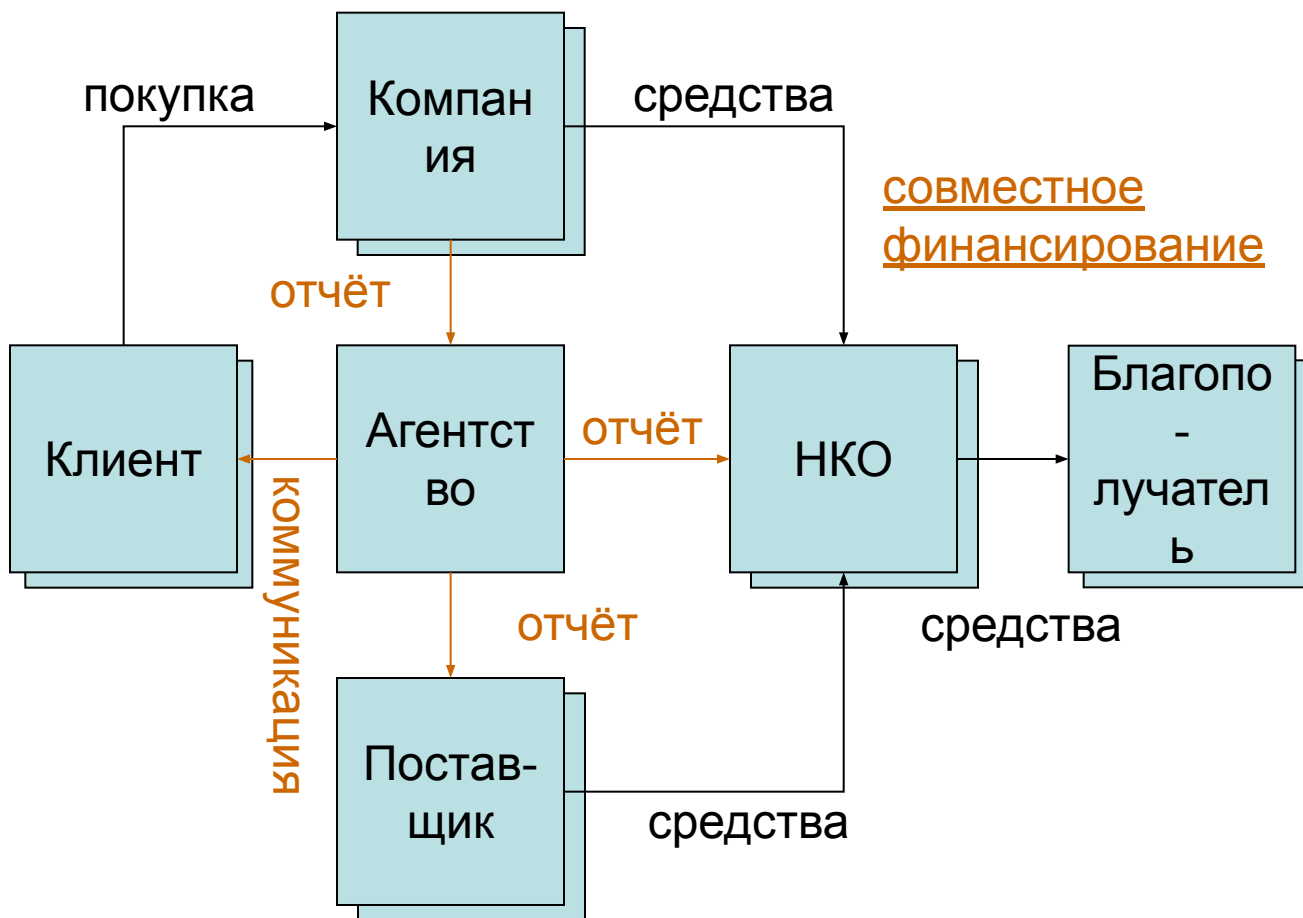 покупка
Компан
ия
средства
совместное
финансирование
отчёт
Клиент
Агентст
во
отчёт
НКО
Благопо
-
лучател
ь
коммуникация
отчёт
средства
Постав-
щик
средства